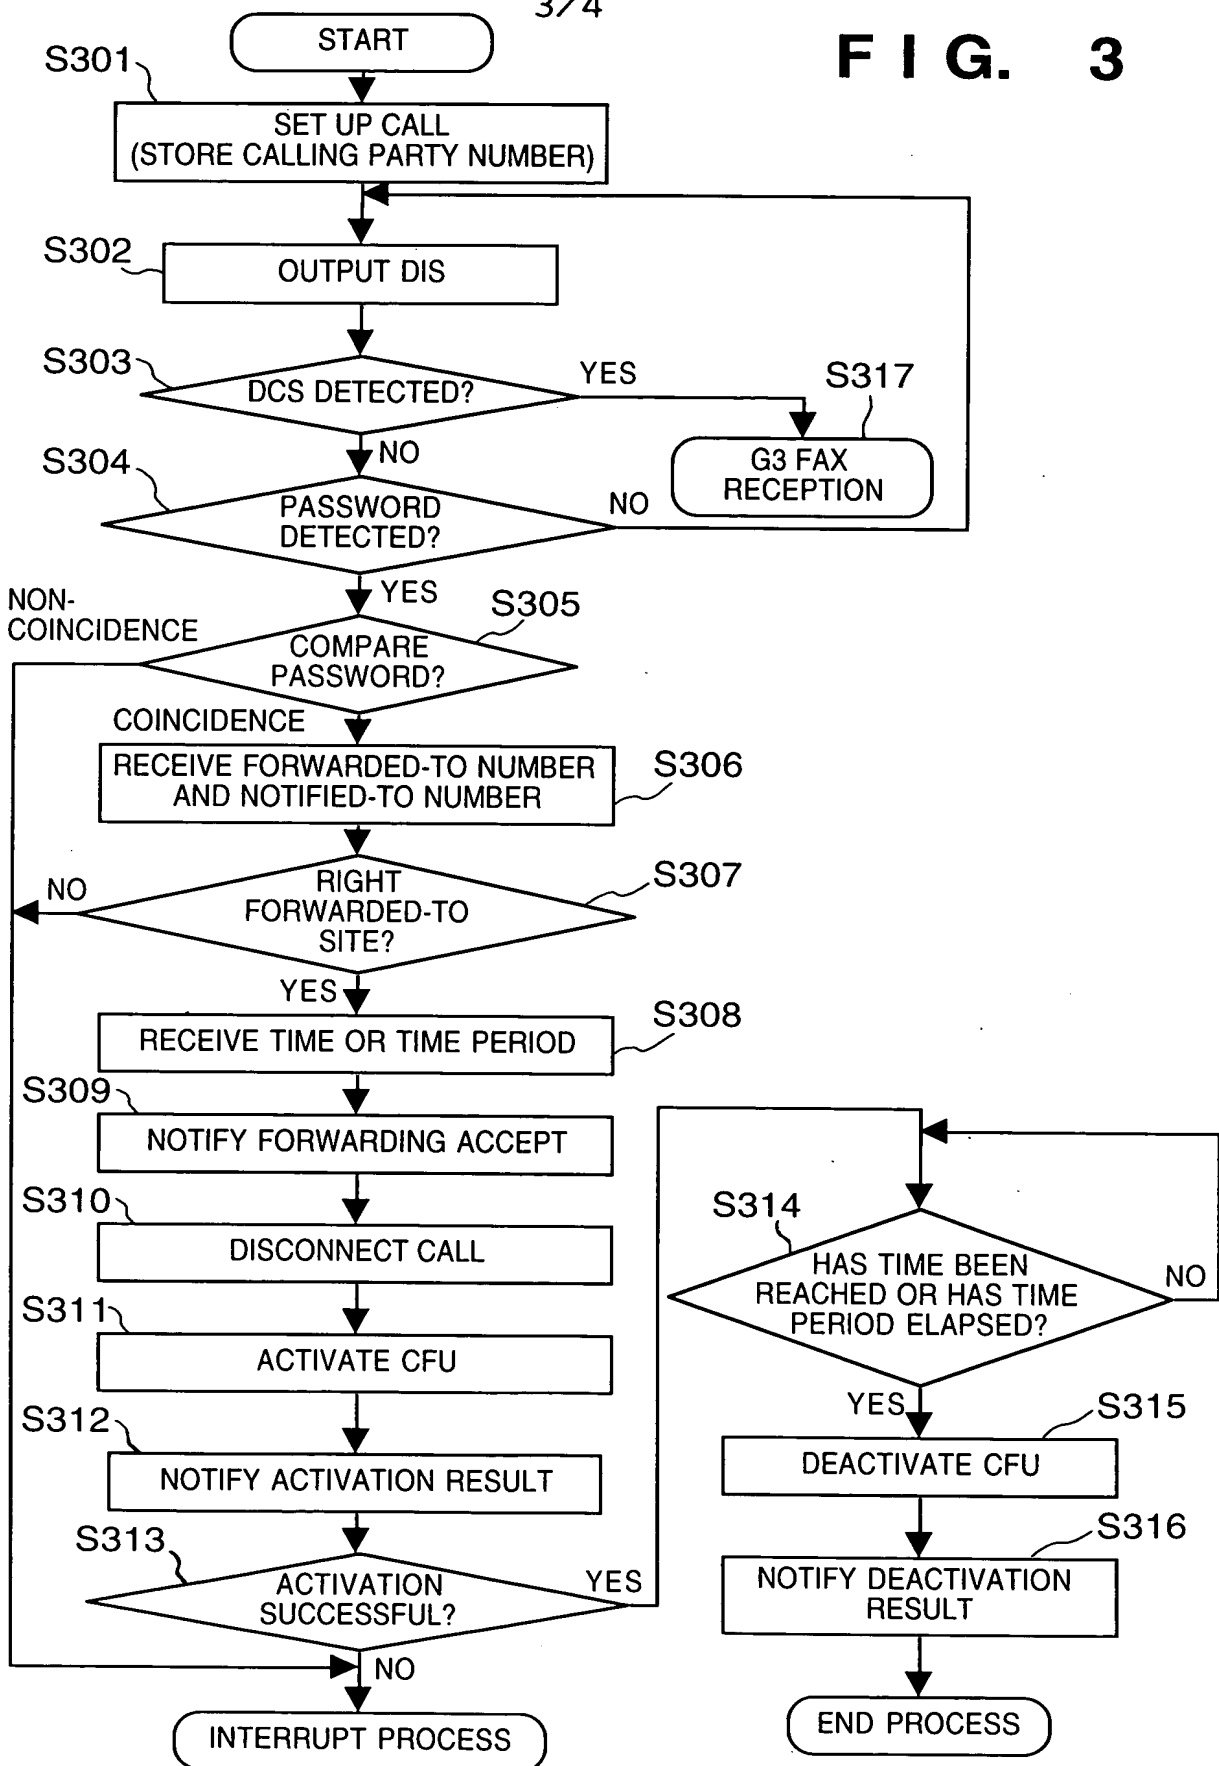 3/4
FIG. 3
START
S301
SET UP CALL
(STORE CALLING PARTY NUMBER)
S302
OUTPUT DIS
S303
DCS DETECTED?
YES
S317
G3 FAX
RECEPTION
NO
S304
PASSWORD
DETECTED?
NO
YES
NON-
COINCIDENCE
S305
COMPARE
PASSWORD?
COINCIDENCE
RECEIVE FORWARDED-TO NUMBER
AND NOTIFIED-TO NUMBER
S306
NO
RIGHT
FORWARDED-TO
SITE?
S307
YES
RECEIVE TIME OR TIME PERIOD
S308
S309
NOTIFY FORWARDING ACCEPT
S310
DISCONNECT CALL
S311
ACTIVATE CFU
S312
NOTIFY ACTIVATION RESULT
S313
ACTIVATION
SUCCESSFUL?
YES
NO
INTERRUPT PROCESS
S314
HAS TIME BEEN
REACHED OR HAS TIME
PERIOD ELAPSED?
NO
YES
S315
DEACTIVATE CFU
S316
NOTIFY DEACTIVATION
RESULT
END PROCESS